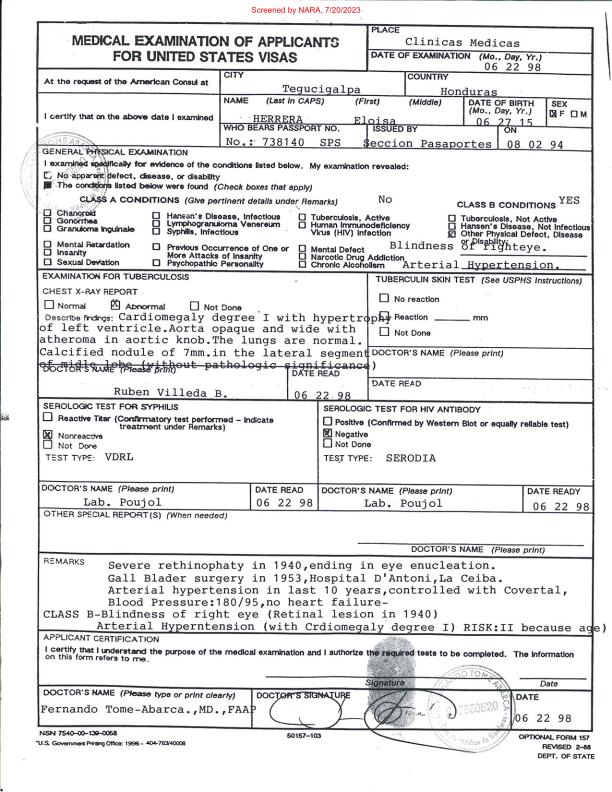 Screened by NARA, 7/20/2023
MEDICAL EXAMINATION OF APPLICANTS
FOR UNITED STATES VISAS
PLACE
Clinicas Medicas
DATE OF EXAMINATION (Mo., Day, Yr.)
06 22 98
At the request of the American Consul at
CITY
Tegucigalpa
COUNTRY
Honduras
I certify that on the above date I examined
NAME (Last in CAPS) (First) (Middle)
HERRERA Eloisa
DATE OF BIRTH
(Mo., Day, Yr.)
06 27 15
SEX
☒ F ☐ M
WHO BEARS PASSPORT NO.
No.: 738140 SPS
ISSUED BY
Seccion Pasaportes
ON
08 02 94
GENERAL PHYSICAL EXAMINATION
I examined specifically for evidence of the conditions listed below. My examination revealed:
No apparent defect, disease, or disability
The conditions listed below were found (Check boxes that apply)
CLASS A CONDITIONS (Give pertinent details under Remarks) No
CLASS B CONDITIONS YES
Chancroid
Gonorrhea
Granuloma Inguinale
Hansen's Disease, Infectious
Lymphogranuloma Venereum
Syphilis, Infectious
Tuberculosis, Active
Human Immunodeficiency
Virus (HIV) Infection
Tuberculosis, Not Active
Hansen's Disease, Not Infectious
Other Physical Defect, Disease
or Disability:
Mental Retardation
Insanity
Sexual Deviation
Previous Occurrence of One or
More Attacks of Insanity
Psychopathic Personality
Mental Defect
Narcotic Drug Addiction
Chronic Alcoholism
Blindness of righteye.
Arterial Hypertension.
EXAMINATION FOR TUBERCULOSIS
CHEST X-RAY REPORT
Normal ☒ Abnormal Not Done
Describe findings: Cardiomegaly degree I with hypertrophy
of left ventricle.Aorta opaque and wide with
atheroma in aortic knob.The lungs are normal.
Calcified nodule of 7mm.in the lateral segment
of midle lobe (without pathologic significance)
DOCTOR'S NAME (Please print)
Ruben Villeda B.
DATE READ
06 22 98
TUBERCULIN SKIN TEST (See USPHS Instructions)
No reaction
Reaction mm
Not Done
DOCTOR'S NAME (Please print)
DATE READ
SEROLOGIC TEST FOR SYPHILIS
Reactive Titer (Confirmatory test performed - indicate
treatment under Remarks)
☒ Nonreactive
Not Done
TEST TYPE: VDRL
DOCTOR'S NAME (Please print)
Lab. Poujol
DATE READ
06 22 98
SEROLOGIC TEST FOR HIV ANTIBODY
Positive (Confirmed by Western Blot or equally reliable test)
☒ Negative
Not Done
TEST TYPE: SERODIA
DOCTOR'S NAME (Please print)
Lab. Poujol
DATE READY
06 22 98
OTHER SPECIAL REPORT(S) (When needed)
DOCTOR'S NAME (Please print)
REMARKS
Severe rethinophaty in 1940,ending in eye enucleation.
Gall Blader surgery in 1953,Hospital D'Antoni,La Ceiba.
Arterial hypertension in last 10 years,controled with Covertal,
Blood Pressure:180/95,no heart failure-
CLASS B-Blindness of right eye (Retinal lesion in 1940)
Arterial Hyperntension (with Crdiomegaly degree I) RISK:II because age)
APPLICANT CERTIFICATION
I certify that I understand the purpose of the medical examination and I authorize the required tests to be completed. The information
on this form refers to me.
Signature
Date
DOCTOR'S NAME (Please type or print clearly)
Fernando Tome-Abarca.,MD.,FAAP
DOCTOR'S SIGNATURE
DATE
06 22 98
NSN 7540-00-139-0058
*U.S. Government Printing Office: 1996 - 404-763/40008
50157-103
OPTIONAL FORM 157
REVISED 2-88
DEPT. OF STATE